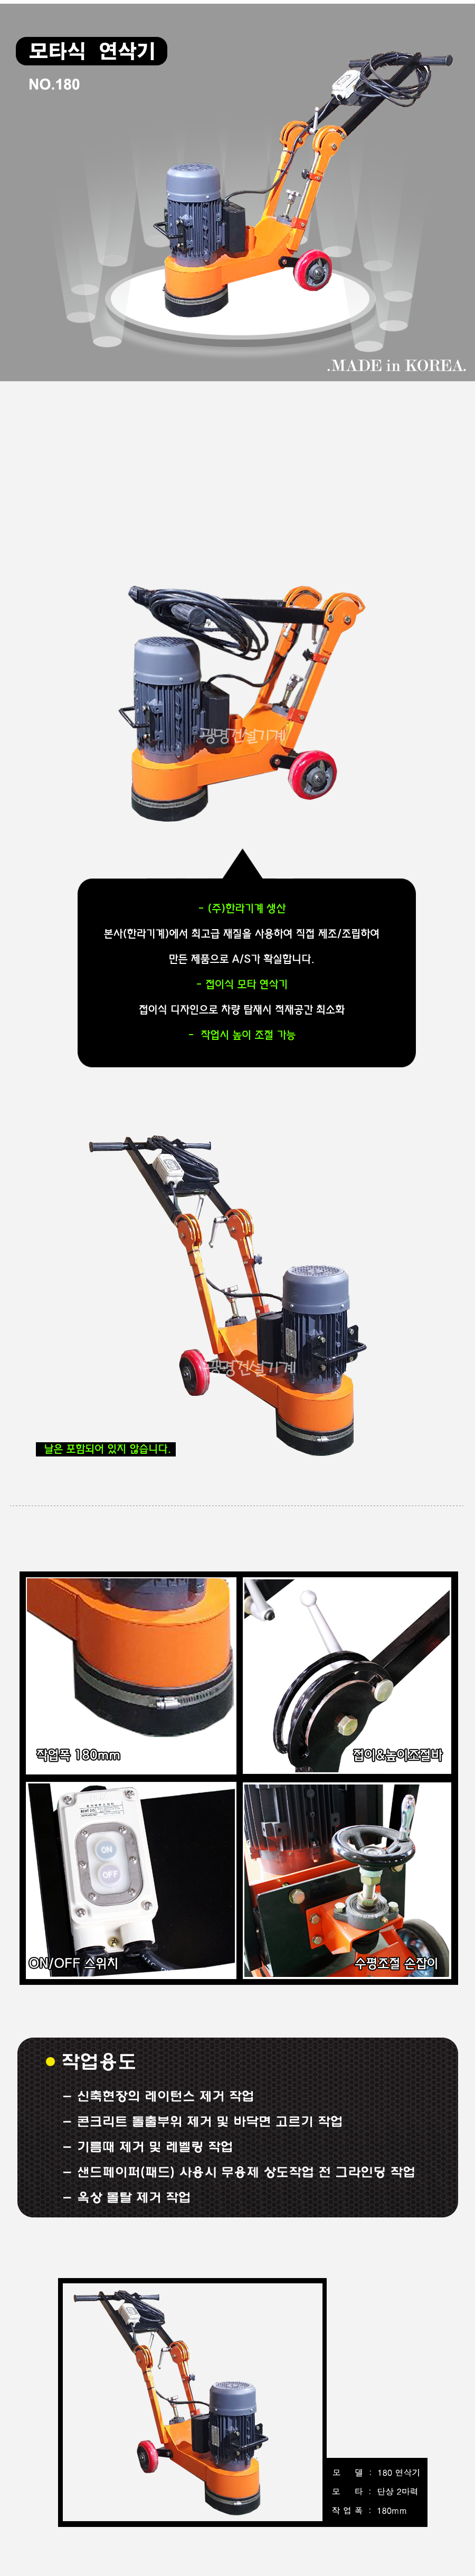 모타식 연삭기
NO.180
.MADE in KOREA.
광명건설기계
- (주)한라기계 생산
본사(한라기계)에서 최고급 재질을 사용하여 직접 제조/조립하여
만든 제품으로 A/S가 확실합니다.
- 접이식 모타 연삭기
접이식 디자인으로 차량 탑재시 적재공간 최소화
- 작업시 높이 조절 가능
광명건설기계
날은 포함되어 있지 않습니다.
작업폭 180mm
접이&높이조절바
ON
OFF
ON/OFF 스위치
수평조절 손잡이
작업용도
- 신축현장의 레이턴스 제거 작업
- 콘크리트 돌출부위 제거 및 바닥면 고르기 작업
- 기름때 제거 및 레벨링 작업
- 샌드페이퍼(패드) 사용시 무용제 상도작업 전 그라인딩 작업
- 옥상 몰탈 제거 작업
모 델 : 180 연삭기
모 타 : 단상 2마력
작 업 폭 : 180mm